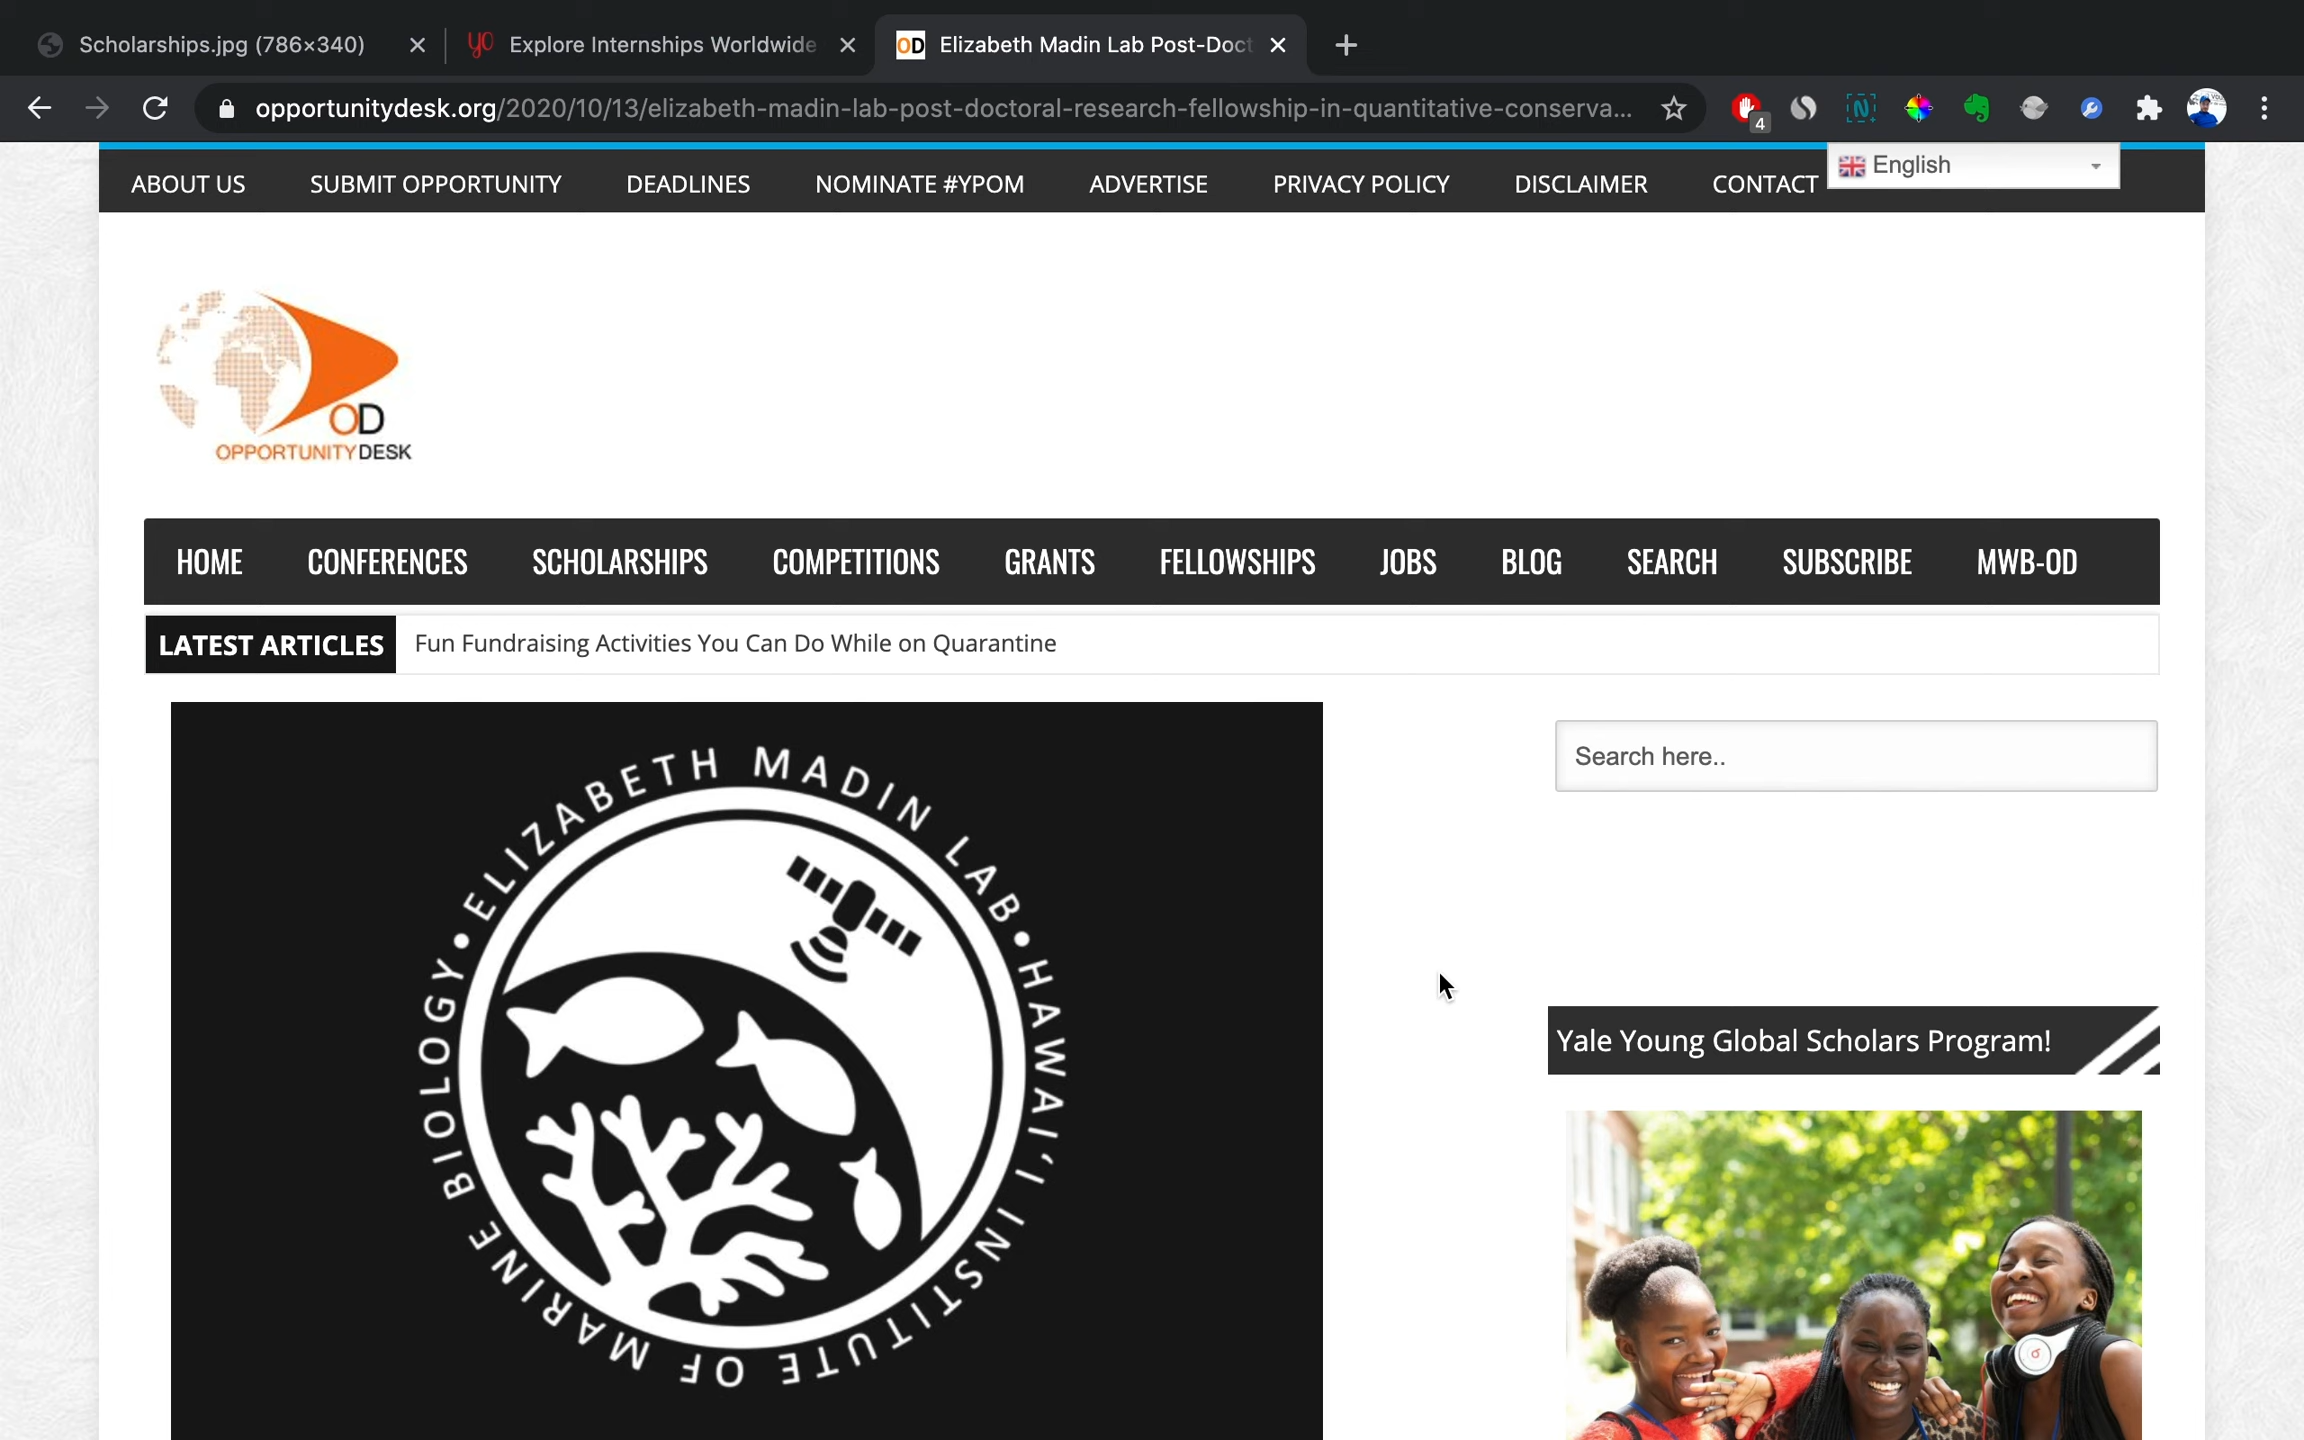 Scholarships.jpg (786×340)
Explore Internships Worldwide
OD Elizabeth Madin Lab Post-Doct
opportunitydesk.org/2020/10/13/elizabeth-madin-lab-post-doctoral-research-fellowship-in-quantitative-conserva...
4
ABOUT US SUBMIT OPPORTUNITY DEADLINES NOMINATE #YPOM ADVERTISE PRIVACY POLICY DISCLAIMER CONTACT English
OD
OPPORTUNITYDESK
HOME CONFERENCES SCHOLARSHIPS COMPETITIONS GRANTS FELLOWSHIPS JOBS BLOG SEARCH SUBSCRIBE MWB-OD
LATEST ARTICLES Fun Fundraising Activities You Can Do While on Quarantine
Search here..
• ELIZABETH MADIN LAB • HAWAI‘I INSTITUTE OF MARINE BIOLOGY
Yale Young Global Scholars Program!